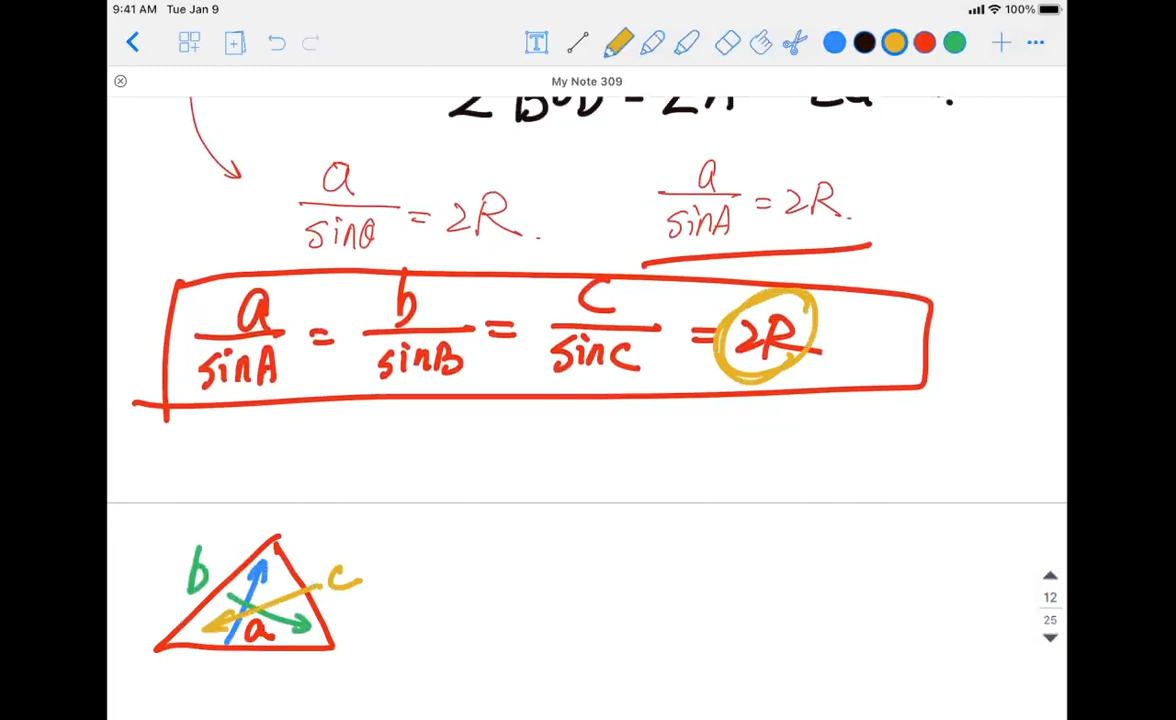 9:41 AM Tue Jan 9 100%
My Note 309
a/sinθ = 2R.
a/sinA = 2R.
a/sinA = b/sinB = c/sinC = 2R
b
c
a
12
25